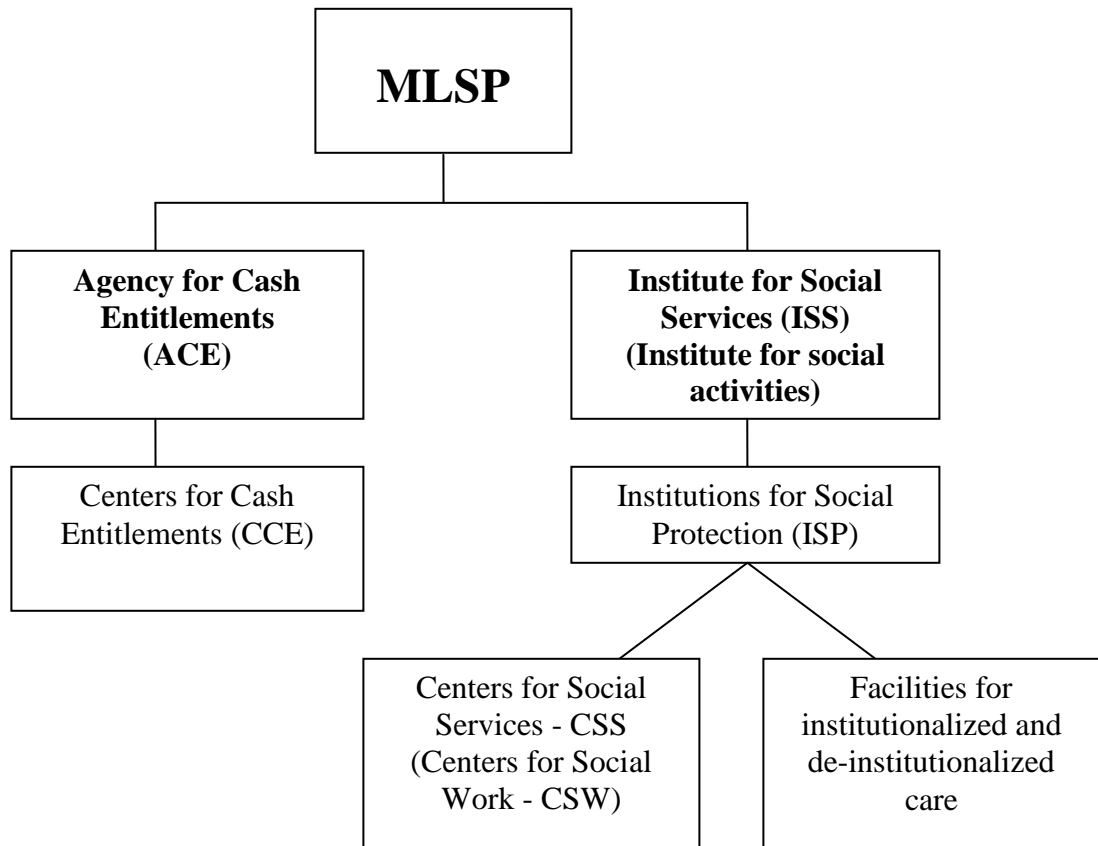 MLSP
Agency for Cash
Entitlements
(ACE)
Institute for Social
Services (ISS)
(Institute for social
activities)
Centers for Cash
Entitlements (CCE)
Institutions for Social
Protection (ISP)
Centers for Social
Services - CSS
(Centers for Social
Work - CSW)
Facilities for
institutionalized and
de-institutionalized
care